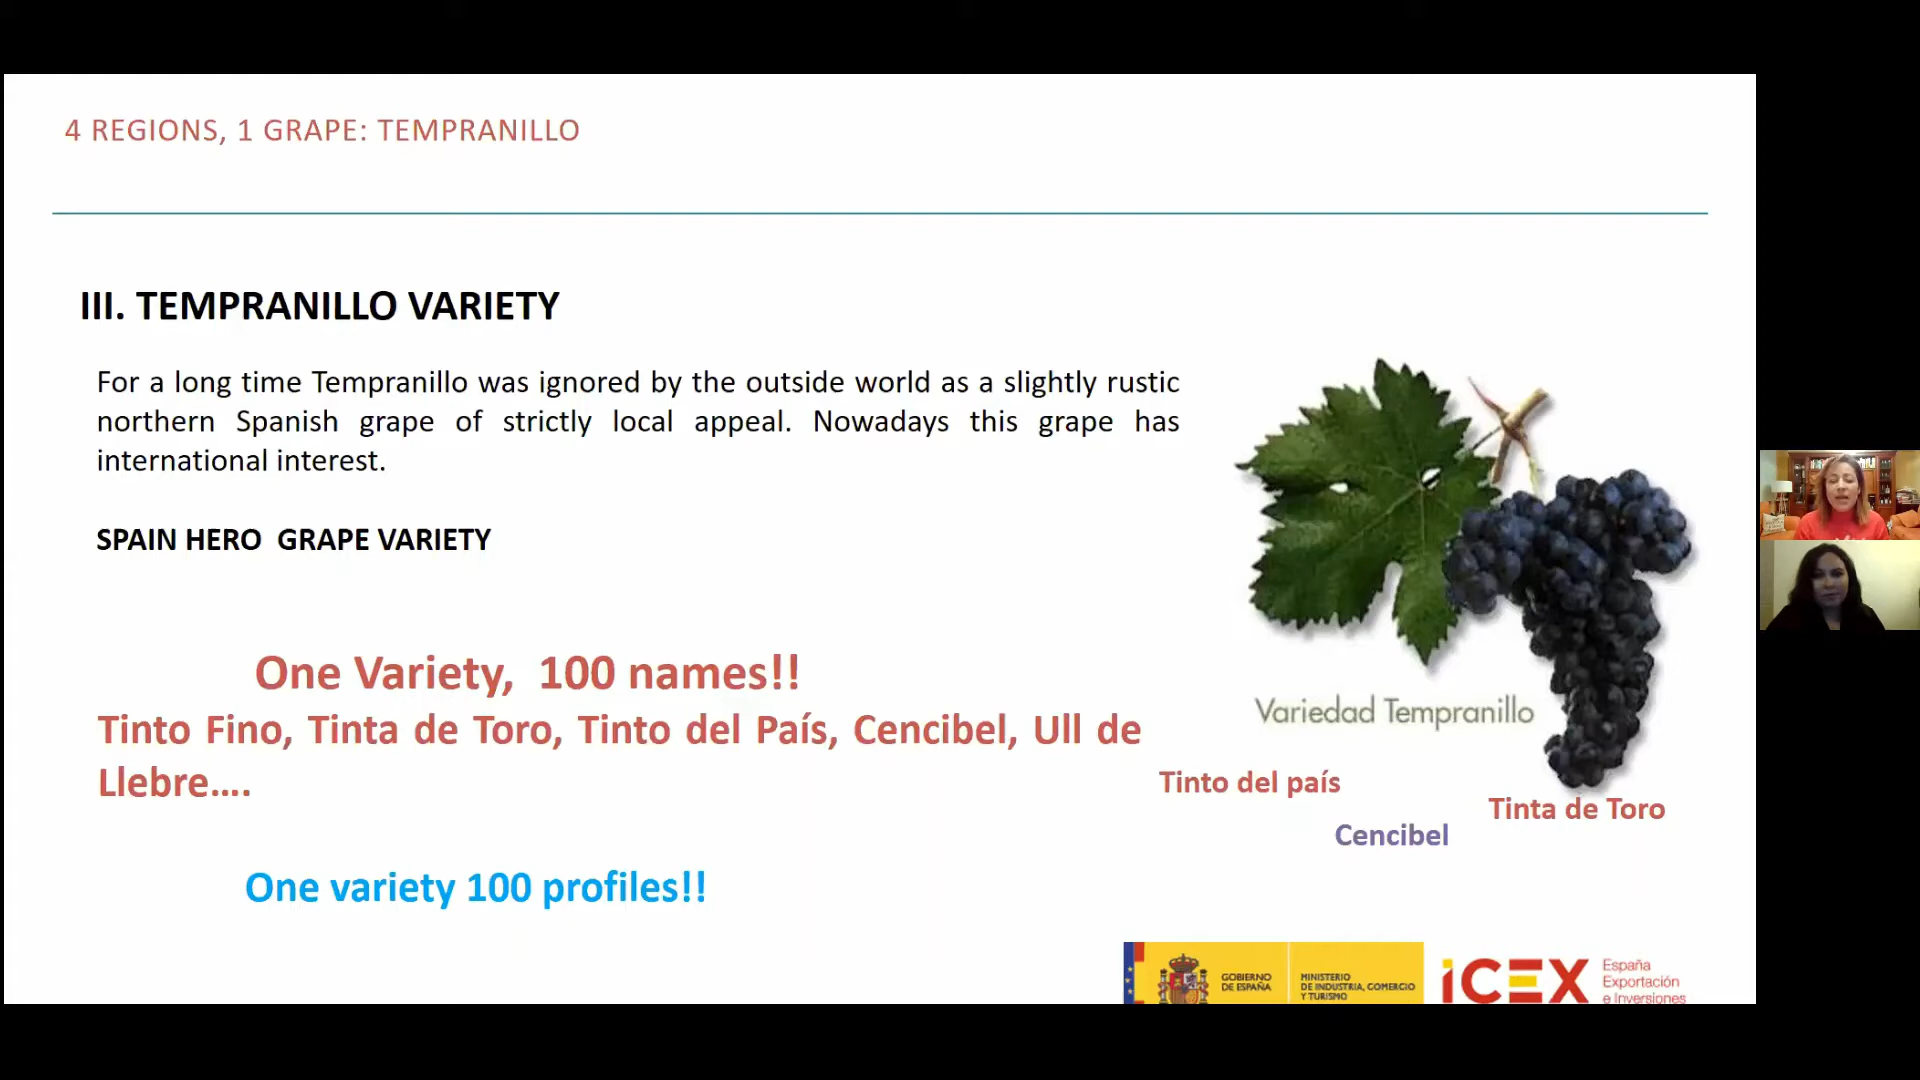 4 REGIONS, 1 GRAPE: TEMPRANILLO
III. TEMPRANILLO VARIETY
For a long time Tempranillo was ignored by the outside world as a slightly rustic
northern Spanish grape of strictly local appeal. Nowadays this grape has
international interest.
SPAIN HERO GRAPE VARIETY
One Variety, 100 names!!
Tinto Fino, Tinta de Toro, Tinto del País, Cencibel, Ull de
Llebre....
One variety 100 profiles!!
Variedad Tempranillo
Tinto del país
Tinta de Toro
Cencibel
GOBIERNO
DE ESPAÑA
MINISTERIO
DE INDUSTRIA, COMERCIO
Y TURISMO
iCEX
España
Exportación
e Inversiones